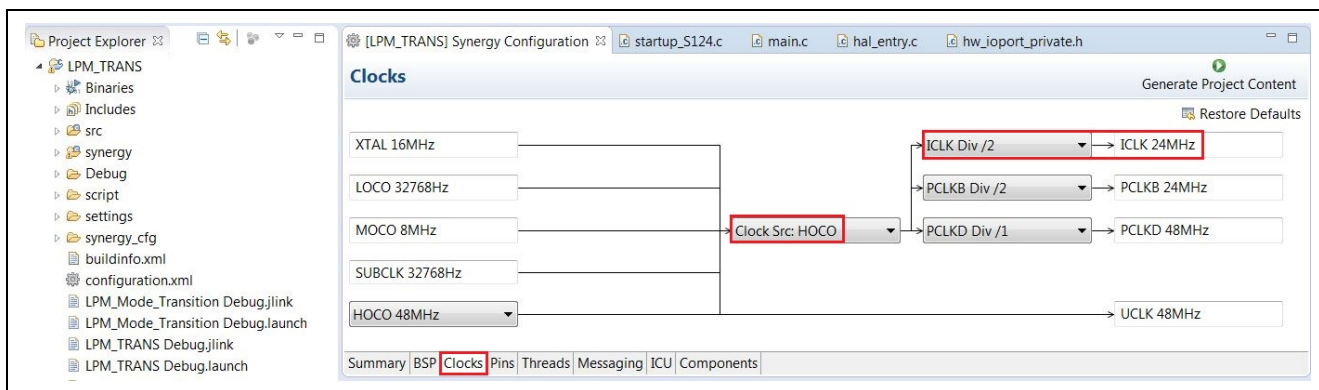 Project Explorer
LPM_TRANS
Binaries
Includes
src
synergy
Debug
script
settings
synergy_cfg
buildinfo.xml
configuration.xml
LPM_Mode_Transition Debug.jlink
LPM_Mode_Transition Debug.launch
LPM_TRANS Debug.jlink
LPM_TRANS Debug.launch
[LPM_TRANS] Synergy Configuration startup_S124.c main.c hal_entry.c hw_ioport_private.h
Clocks
Generate Project Content
Restore Defaults
XTAL 16MHz
ICLK Div /2 ICLK 24MHz
LOCO 32768Hz
PCLKB Div /2 PCLKB 24MHz
MOCO 8MHz
Clock Src: HOCO
PCLKD Div /1 PCLKD 48MHz
SUBCLK 32768Hz
HOCO 48MHz
UCLK 48MHz
Summary BSP Clocks Pins Threads Messaging ICU Components